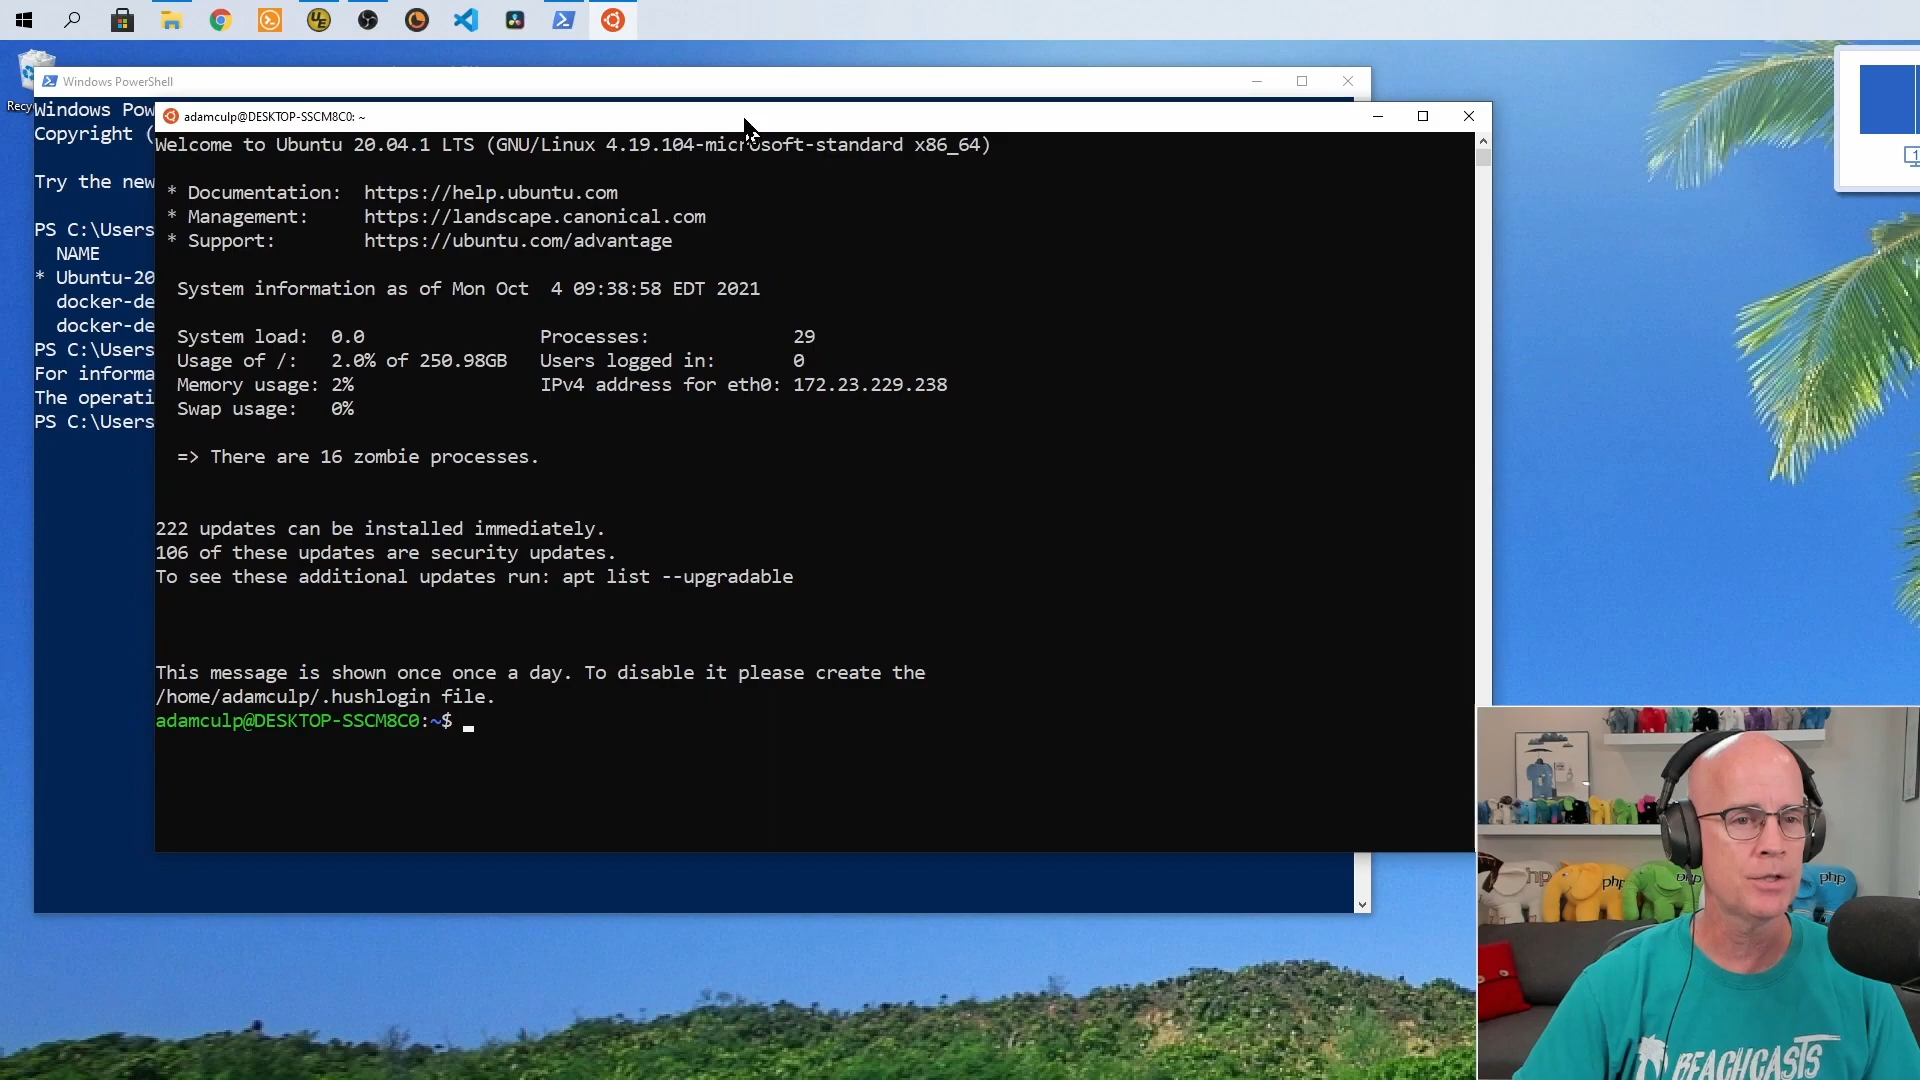 Windows PowerShell
Windows Pow
Copyright (
Try the new
PS C:\Users
NAME
* Ubuntu-20
docker-de
docker-de
PS C:\Users
For informa
The operati
PS C:\Users
adamculp@DESKTOP-SSCM8C0: ~
Welcome to Ubuntu 20.04.1 LTS (GNU/Linux 4.19.104-microsoft-standard x86_64)
* Documentation: https://help.ubuntu.com
* Management: https://landscape.canonical.com
* Support: https://ubuntu.com/advantage
System information as of Mon Oct 4 09:38:58 EDT 2021
System load: 0.0 Processes: 29
Usage of /: 2.0% of 250.98GB Users logged in: 0
Memory usage: 2% IPv4 address for eth0: 172.23.229.238
Swap usage: 0%
=> There are 16 zombie processes.
222 updates can be installed immediately.
106 of these updates are security updates.
To see these additional updates run: apt list --upgradable
This message is shown once once a day. To disable it please create the
/home/adamculp/.hushlogin file.
adamculp@DESKTOP-SSCM8C0:~$
Recy
UE
1
php
php
php
BEACHCASTS